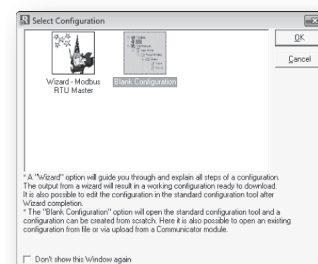 Select Configuration
OK
Cancel
Wizard - Modbus
RTU Master
Blank Configuration
* A "Wizard" option will guide you through and explain all steps of a configuration.
The output from a wizard will result in a working configuration ready to download.
It is also possible to edit the configuration in the standard configuration tool after
Wizard completion.
* The "Blank Configuration" option will open the standard configuration tool and a
configuration can be created from scratch. Here it is also possible to open an existing
configuration from file or via upload from a Communicator module.
Don't show this Window again